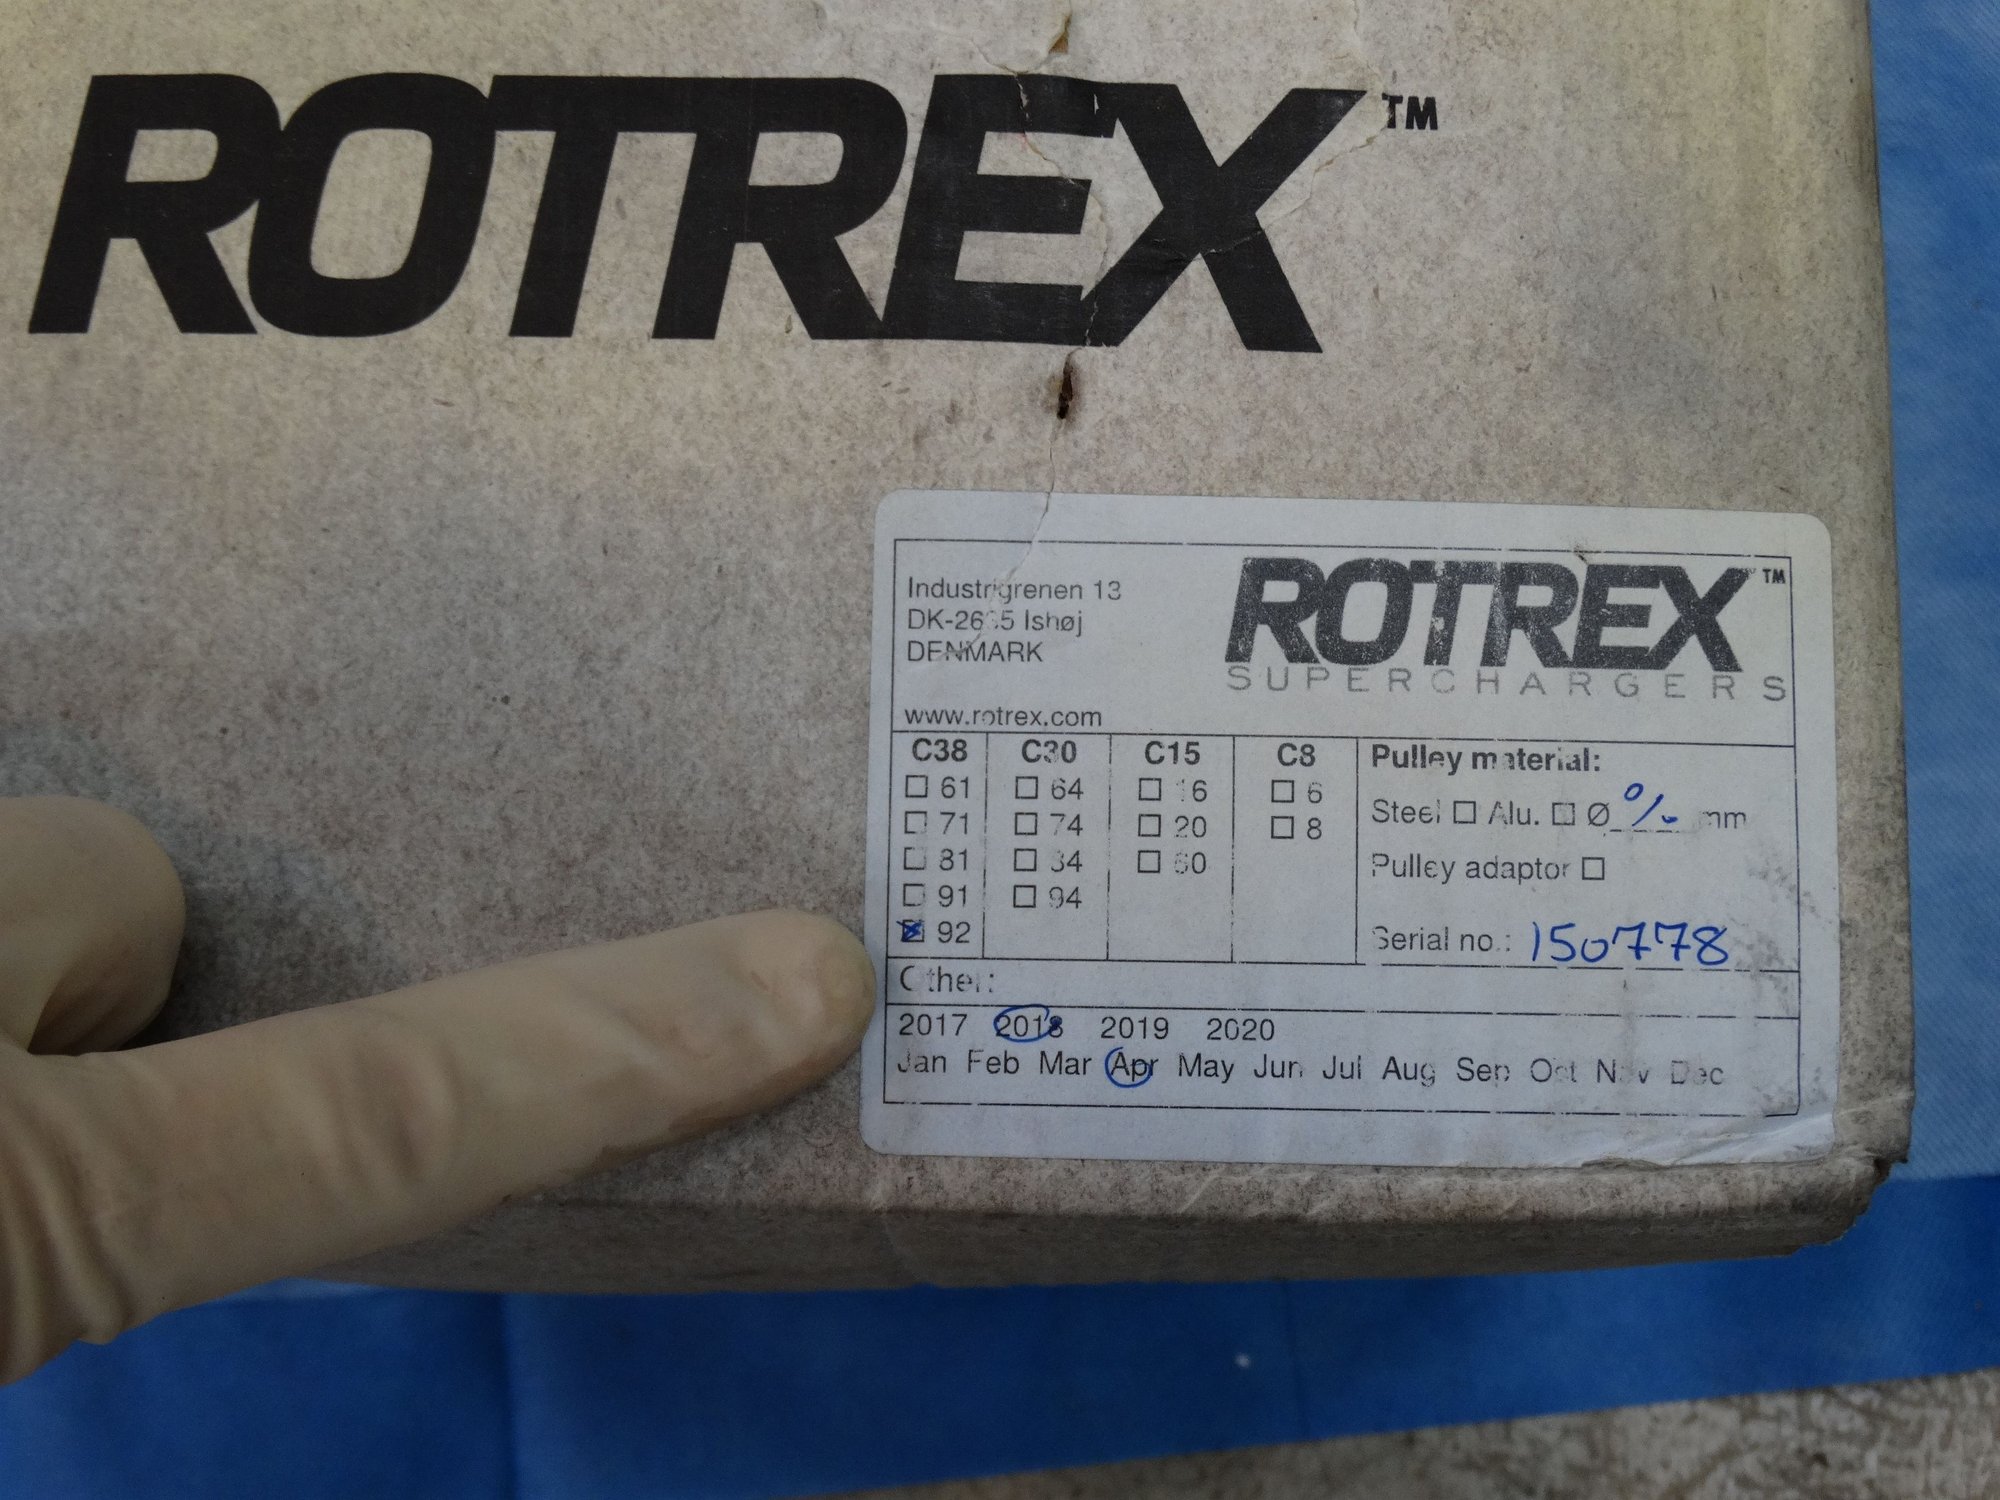 ROTREX™
Industrigrenen 13
DK-2635 Ishøj
DENMARK
www.rotrex.com
ROTREX™
SUPERCHARGERS
C38 C30 C15 C8
☐ 61 ☐ 64 ☐ 16 ☐ 6
☐ 71 ☐ 74 ☐ 20 ☐ 8
☐ 81 ☐ 84 ☐ 60
☐ 91 ☐ 94
☒ 92
Pulley material:
Steel ☐ Alu. ☐ Ø % mm
Pulley adaptor ☐
Serial no.: 150778
Other:
2017 2018 2019 2020
Jan Feb Mar Apr May Jun Jul Aug Sep Oct Nov Dec